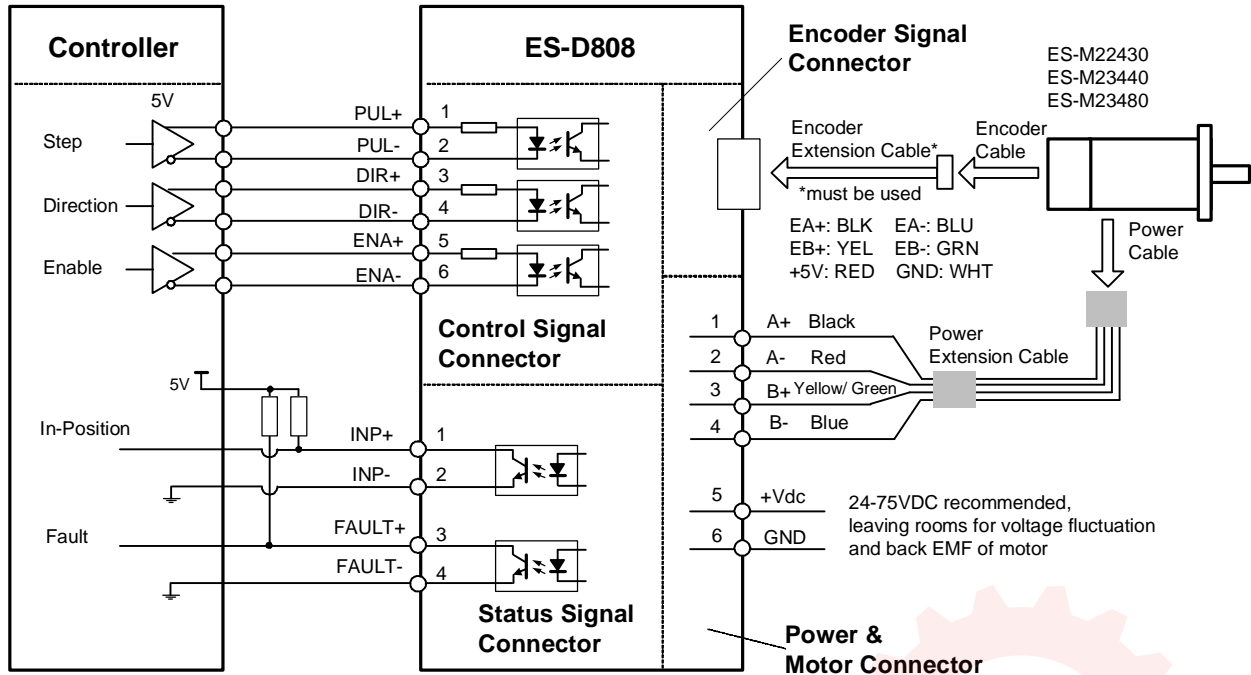 Controller
ES-D808
Encoder Signal
Connector
ES-M22430
ES-M23440
ES-M23480
5V
Step
PUL+
1
PUL-
2
Direction
DIR+
3
DIR-
4
Enable
ENA+
5
ENA-
6
Control Signal
Connector
Encoder
Extension Cable*
*must be used
Encoder
Cable
EA+: BLK EA-: BLU
EB+: YEL EB-: GRN
+5V: RED GND: WHT
Power
Cable
1 A+ Black
2 A- Red
3 B+ Yellow/ Green
4 B- Blue
Power
Extension Cable
5V
In-Position
INP+
1
INP-
2
Fault
FAULT+
3
FAULT-
4
Status Signal
Connector
5 +Vdc
6 GND
24-75VDC recommended,
leaving rooms for voltage fluctuation
and back EMF of motor
Power &
Motor Connector